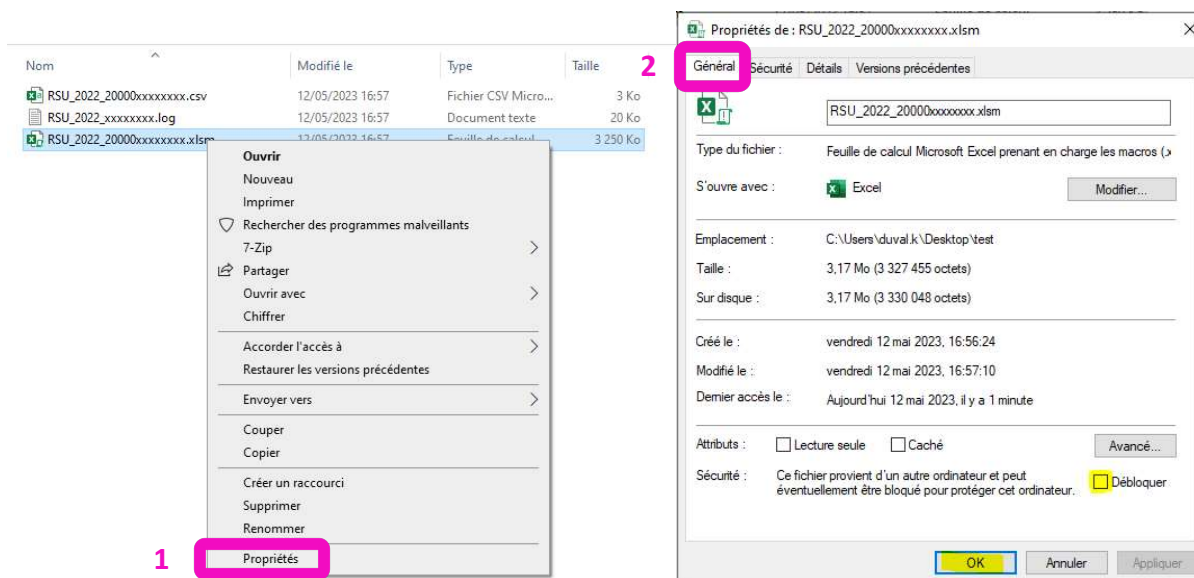 Nom Modifié le Type Taille
RSU_2022_20000xxxxxxxx.csv 12/05/2023 16:57 Fichier CSV Micro... 3 Ko
RSU_2022_xxxxxxxx.log 12/05/2023 16:57 Document texte 20 Ko
RSU_2022_20000xxxxxxxx.xlsm 12/05/2023 16:57 Feuille de calcul 3 250 Ko
Ouvrir
Nouveau
Imprimer
Rechercher des programmes malveillants
7-Zip
Partager
Ouvrir avec
Chiffrer
Accorder l'accès à
Restaurer les versions précédentes
Envoyer vers
Couper
Copier
Créer un raccourci
Supprimer
Renommer
1 Propriétés
Propriétés de : RSU_2022_20000xxxxxxxx.xlsm
2 Général Sécurité Détails Versions précédentes
RSU_2022_20000xxxxxxxx.xlsm
Type du fichier : Feuille de calcul Microsoft Excel prenant en charge les macros (.x
S'ouvre avec : Excel Modifier...
Emplacement : C:\Users\duval.k\Desktop\test
Taille : 3,17 Mo (3 327 455 octets)
Sur disque : 3,17 Mo (3 330 048 octets)
Créé le : vendredi 12 mai 2023, 16:56:24
Modifié le : vendredi 12 mai 2023, 16:57:10
Dernier accès le : Aujourd'hui 12 mai 2023, il y a 1 minute
Attributs : Lecture seule Caché Avancé...
Sécurité : Ce fichier provient d'un autre ordinateur et peut
éventuellement être bloqué pour protéger cet ordinateur. Débloquer
OK Annuler Appliquer